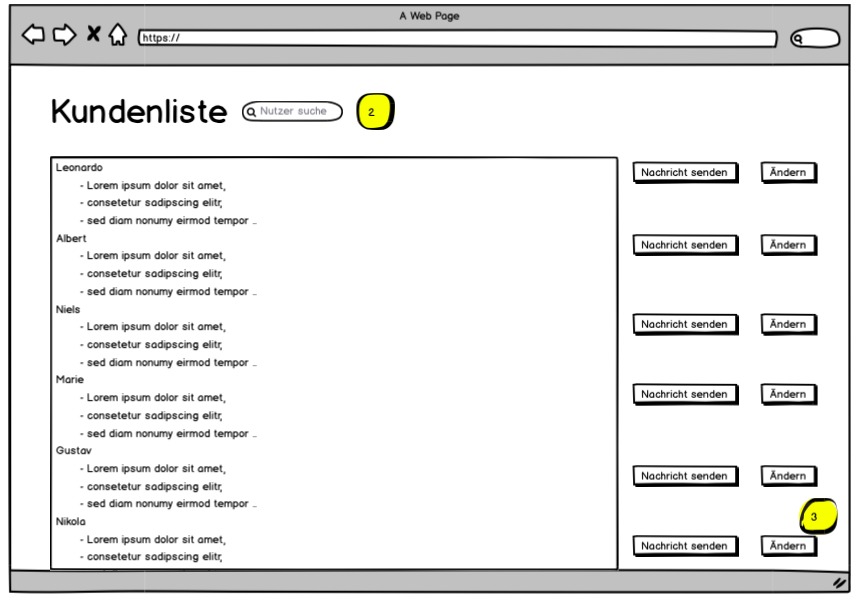 A Web Page
https://
Kundenliste Nutzer suche 2
Leonardo Nachricht senden Ändern
- Lorem ipsum dolor sit amet,
- consetetur sadipscing elitr,
- sed diam nonumy eirmod tempor ...
Albert Nachricht senden Ändern
- Lorem ipsum dolor sit amet,
- consetetur sadipscing elitr,
- sed diam nonumy eirmod tempor ...
Niels Nachricht senden Ändern
- Lorem ipsum dolor sit amet,
- consetetur sadipscing elitr,
- sed diam nonumy eirmod tempor ...
Marie Nachricht senden Ändern
- Lorem ipsum dolor sit amet,
- consetetur sadipscing elitr,
- sed diam nonumy eirmod tempor ...
Gustav Nachricht senden Ändern
- Lorem ipsum dolor sit amet,
- consetetur sadipscing elitr,
- sed diam nonumy eirmod tempor ...
3
Nikola Nachricht senden Ändern
- Lorem ipsum dolor sit amet,
- consetetur sadipscing elitr,